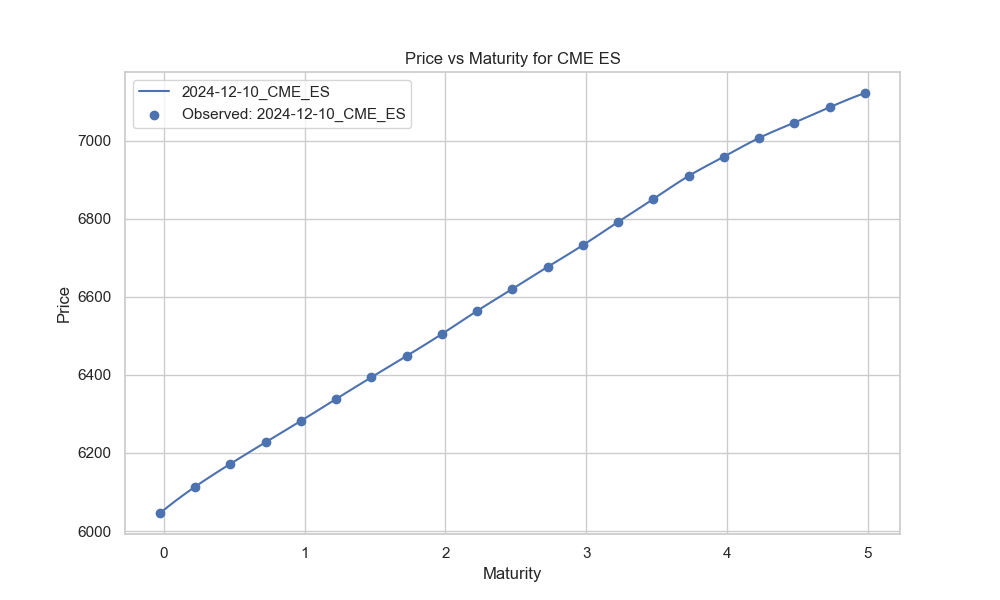 Price vs Maturity for CME ES
2024-12-10_CME_ES
Observed: 2024-12-10_CME_ES
7000
6800
6600
6400
6200
6000
Price
0 1 2 3 4 5
Maturity